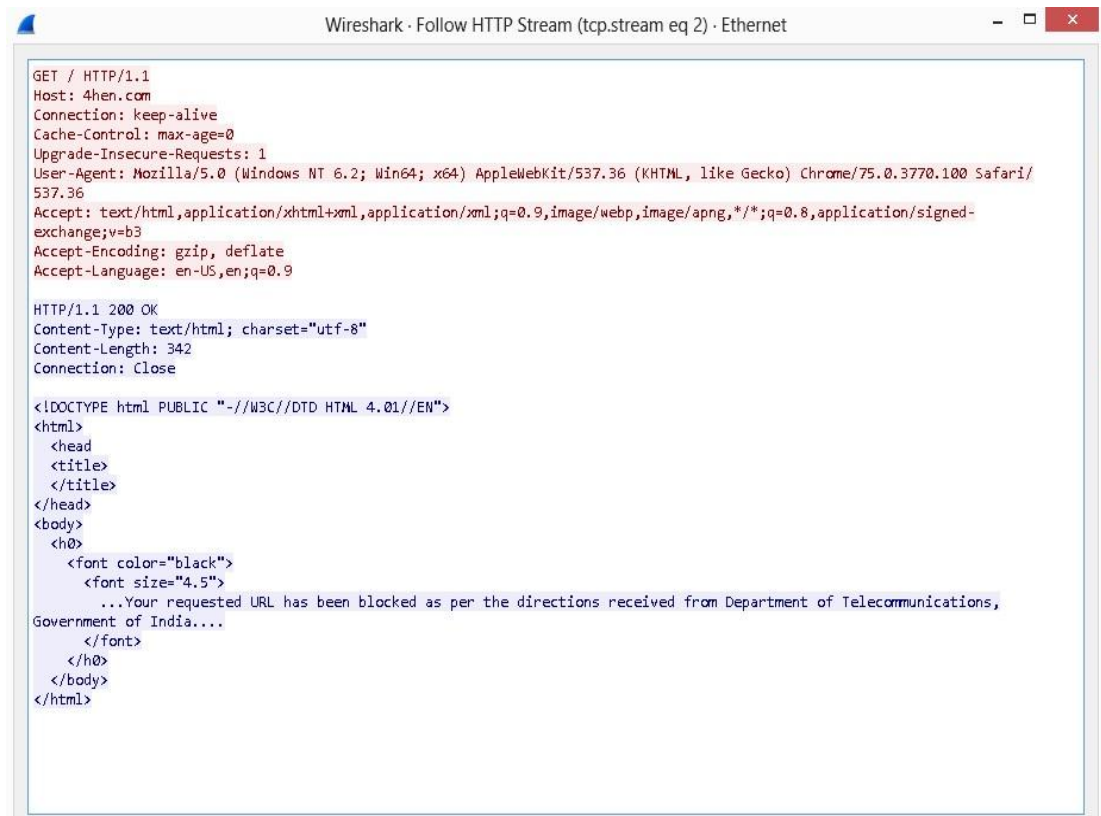 Wireshark · Follow HTTP Stream (tcp.stream eq 2) · Ethernet
GET / HTTP/1.1
Host: 4hen.com
Connection: keep-alive
Cache-Control: max-age=0
Upgrade-Insecure-Requests: 1
User-Agent: Mozilla/5.0 (Windows NT 6.2; Win64; x64) AppleWebKit/537.36 (KHTML, like Gecko) Chrome/75.0.3770.100 Safari/
537.36
Accept: text/html,application/xhtml+xml,application/xml;q=0.9,image/webp,image/apng,*/*;q=0.8,application/signed-
exchange;v=b3
Accept-Encoding: gzip, deflate
Accept-Language: en-US,en;q=0.9
HTTP/1.1 200 OK
Content-Type: text/html; charset="utf-8"
Content-Length: 342
Connection: Close
<!DOCTYPE html PUBLIC "-//W3C//DTD HTML 4.01//EN">
<html>
<head
<title>
</title>
</head>
<body>
<h0>
<font color="black">
<font size="4.5">
...Your requested URL has been blocked as per the directions received from Department of Telecommunications,
Government of India....
</font>
</h0>
</body>
</html>